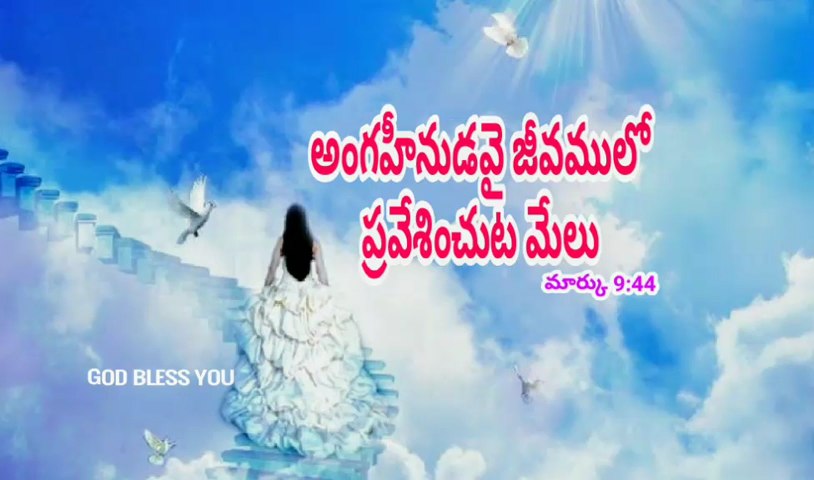 అంగహీనుడవై జీవములో
ప్రవేశించుట మేలు
మార్కు 9:44
GOD BLESS YOU